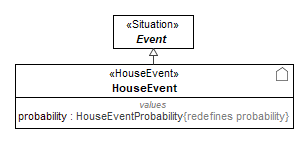 «Situation»
Event
«HouseEvent»
HouseEvent
values
probability : HouseEventProbability{redefines probability}